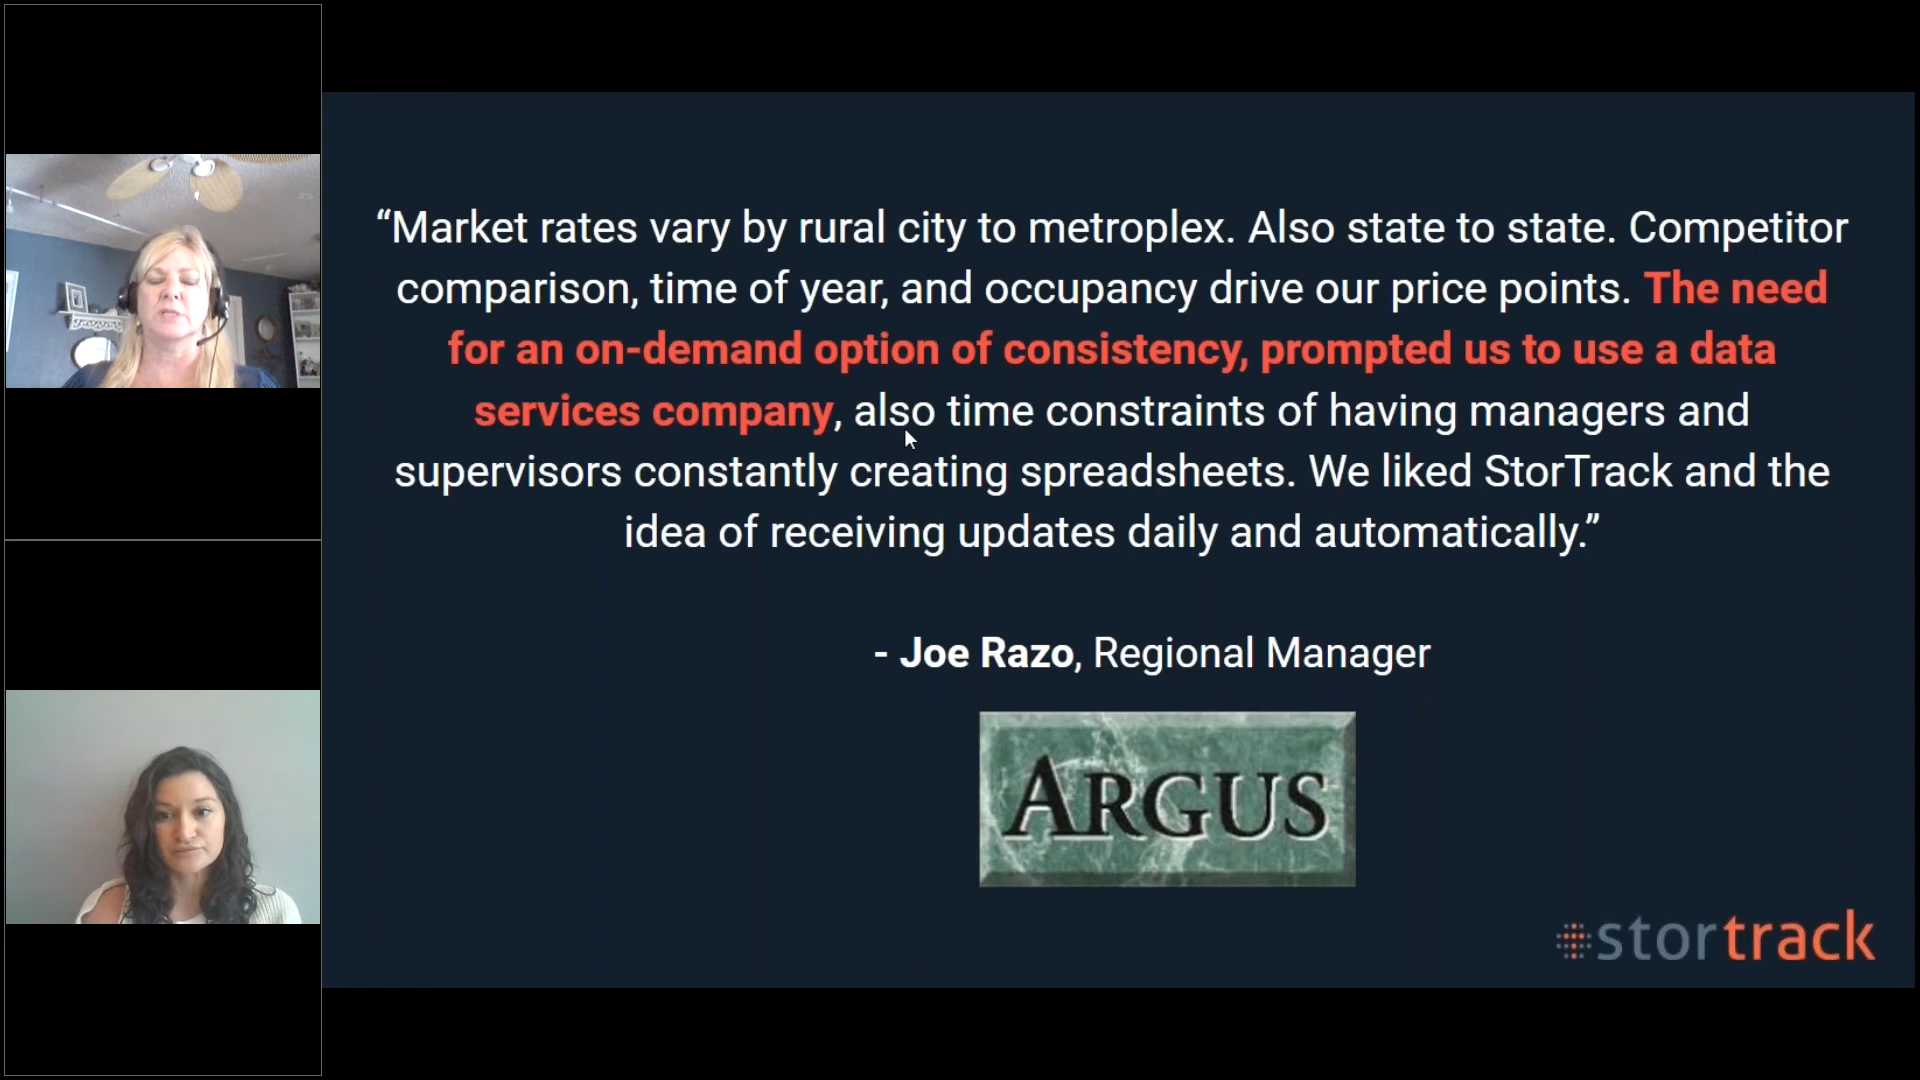 “Market rates vary by rural city to metroplex. Also state to state. Competitor
comparison, time of year, and occupancy drive our price points. The need
for an on-demand option of consistency, prompted us to use a data
services company, also time constraints of having managers and
supervisors constantly creating spreadsheets. We liked StorTrack and the
idea of receiving updates daily and automatically.”
- Joe Razo, Regional Manager
ARGUS
stortrack